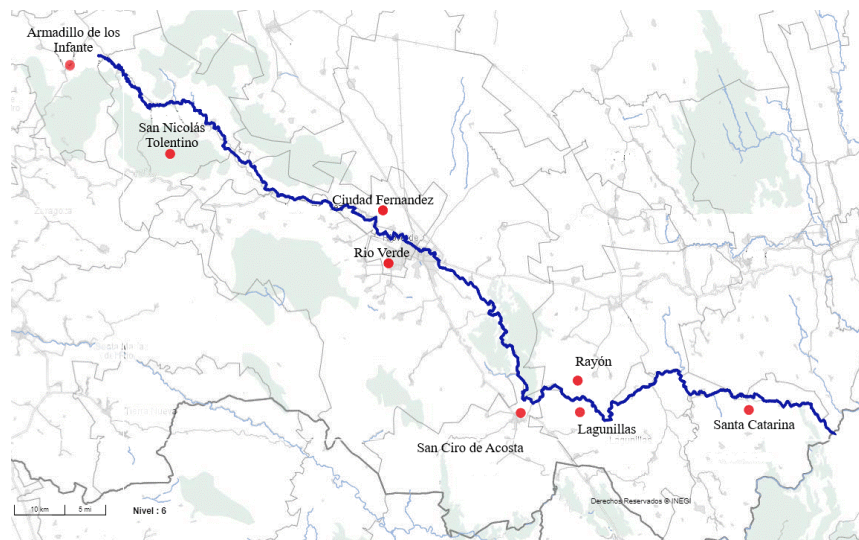 Armadillo de los
Infante
San Nicolás
Tolentino
Ciudad Fernandez
Rio Verde
Rayón
Lagunillas
Santa Catarina
San Ciro de Acosta
Derechos Reservados ® INEGI
10 km
5 mi
Nivel : 6